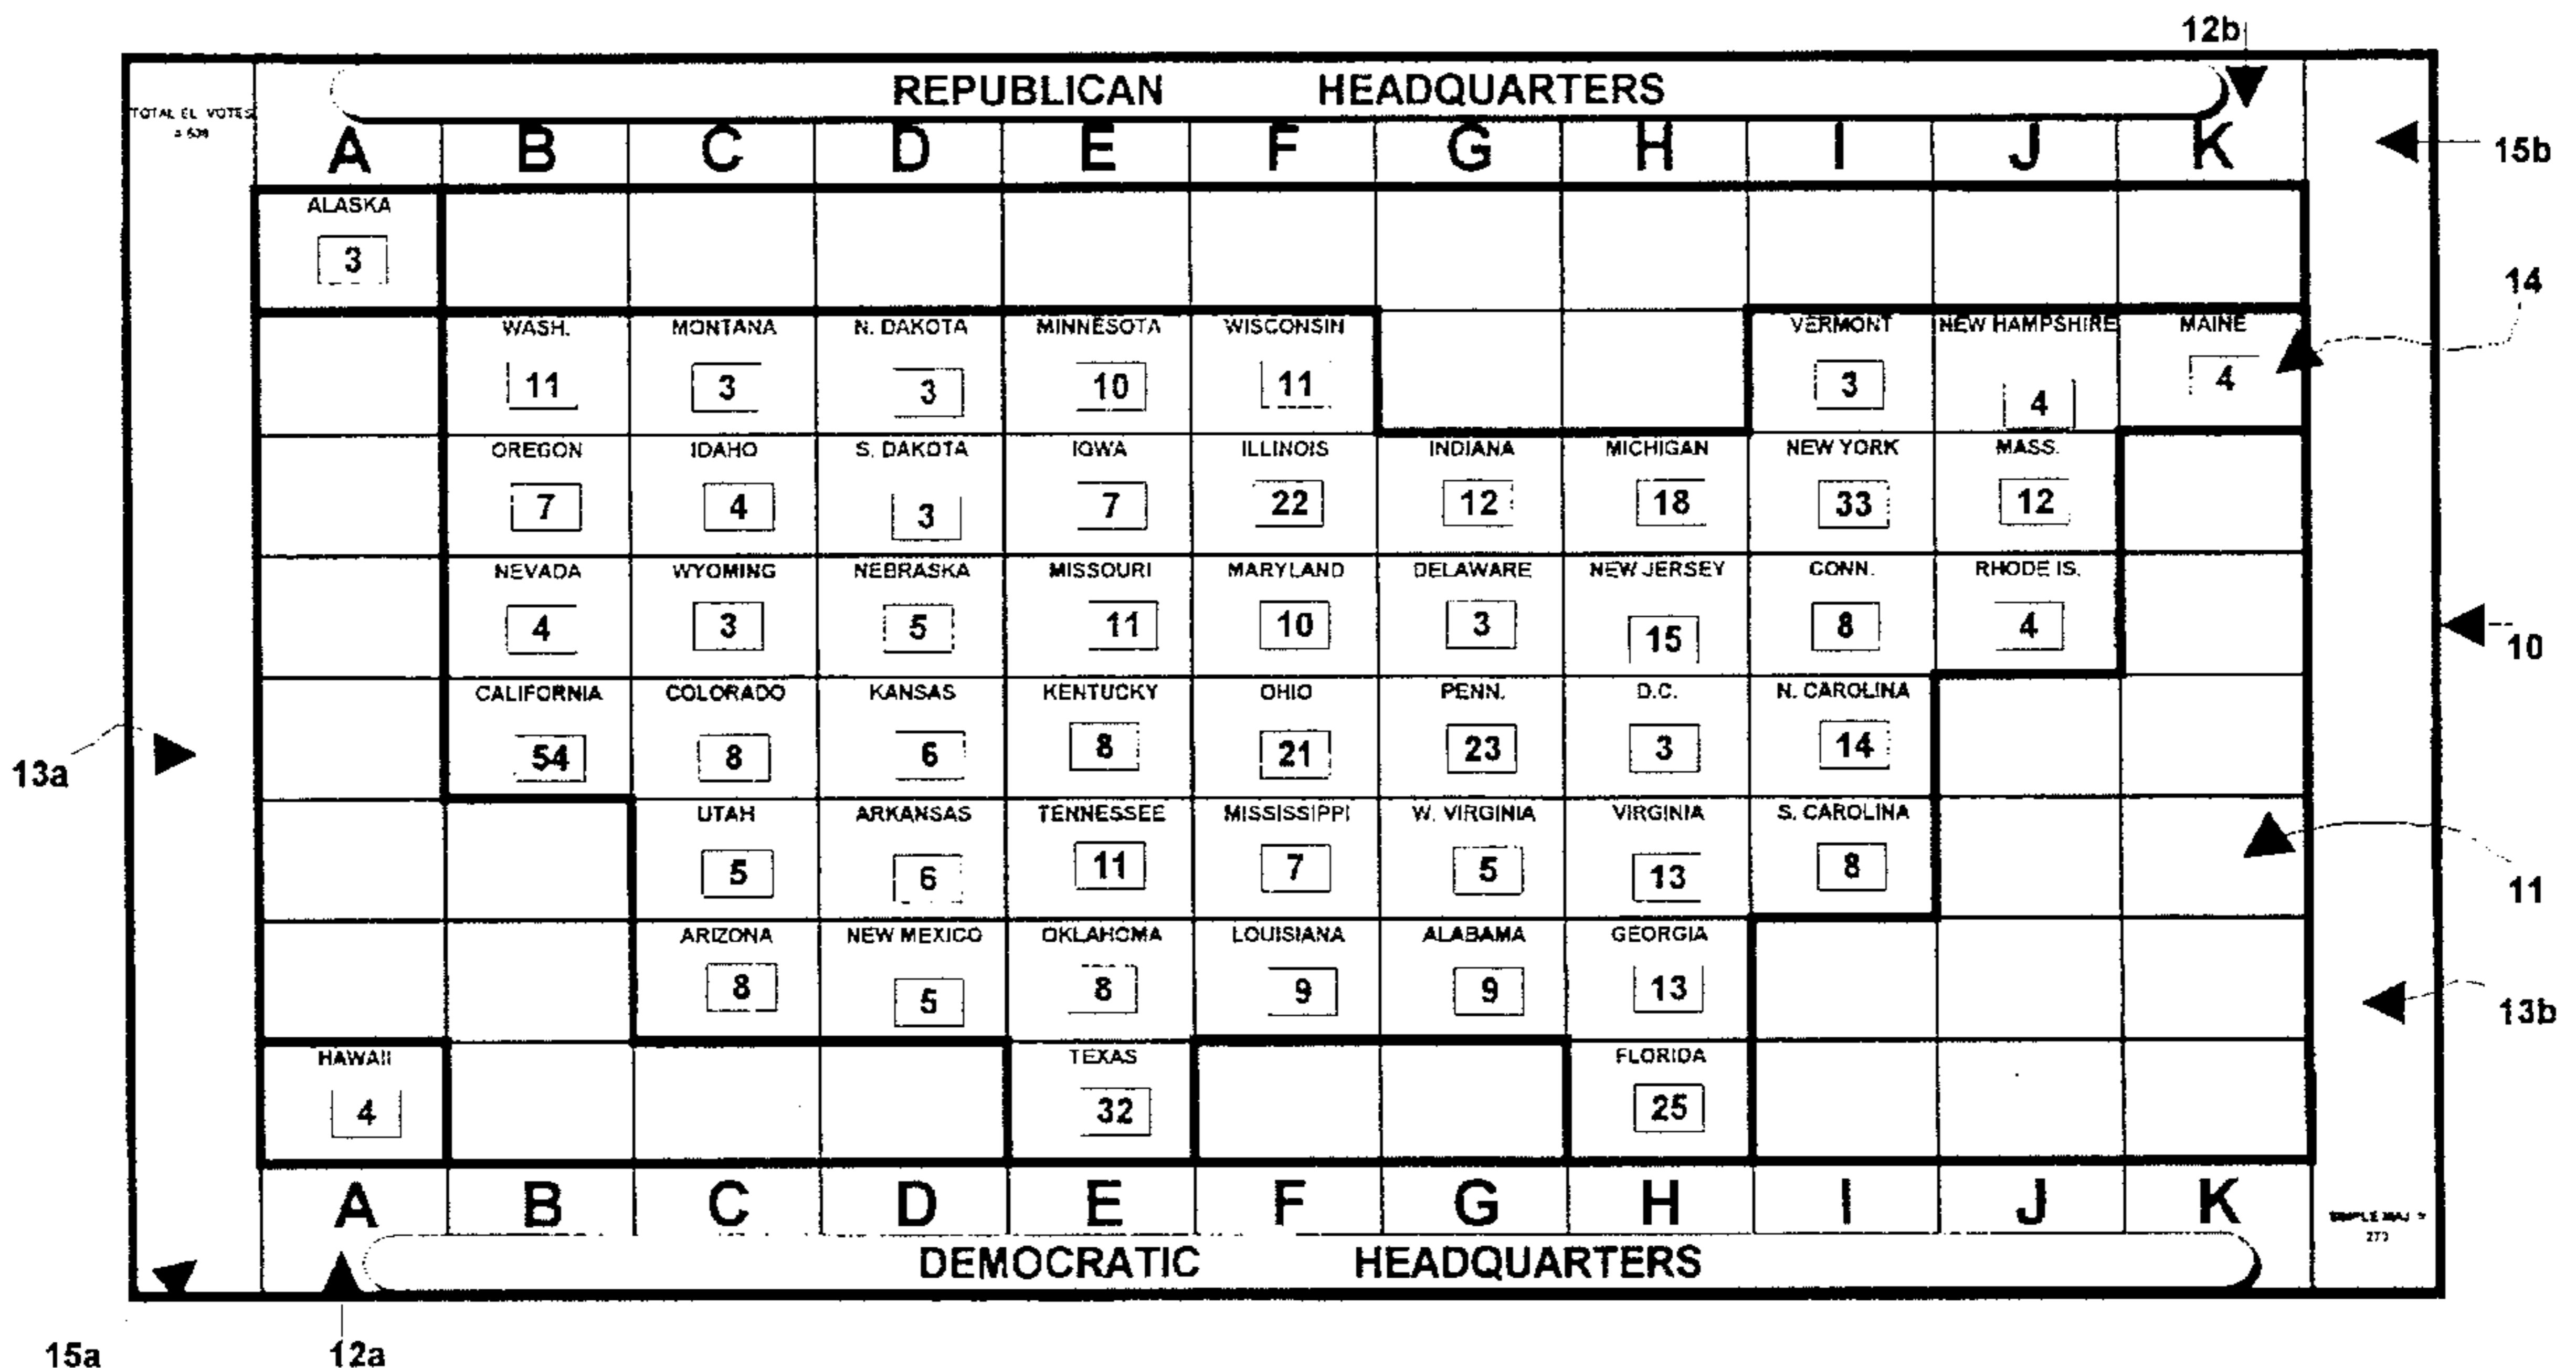 12b
REPUBLICAN HEADQUARTERS
TOTAL EL. VOTES
= 538
A B C D E F G H I J K
15b
ALASKA
3
14
WASH. MONTANA N. DAKOTA MINNESOTA WISCONSIN VERMONT NEW HAMPSHIRE MAINE
11 3 3 10 11 3 4 4
OREGON IDAHO S. DAKOTA IOWA ILLINOIS INDIANA MICHIGAN NEW YORK MASS.
7 4 3 7 22 12 18 33 12
NEVADA WYOMING NEBRASKA MISSOURI MARYLAND DELAWARE NEW JERSEY CONN. RHODE IS.
4 3 5 11 10 3 15 8 4
10
CALIFORNIA COLORADO KANSAS KENTUCKY OHIO PENN. D.C. N. CAROLINA
54 8 6 8 21 23 3 14
13a
UTAH ARKANSAS TENNESSEE MISSISSIPPI W. VIRGINIA VIRGINIA S. CAROLINA
5 6 11 7 5 13 8
11
ARIZONA NEW MEXICO OKLAHOMA LOUISIANA ALABAMA GEORGIA
8 5 8 9 9 13
13b
HAWAII TEXAS FLORIDA
4 32 25
A B C D E F G H I J K
SIMPLE MAJ
DEMOCRATIC HEADQUARTERS
15a 12a